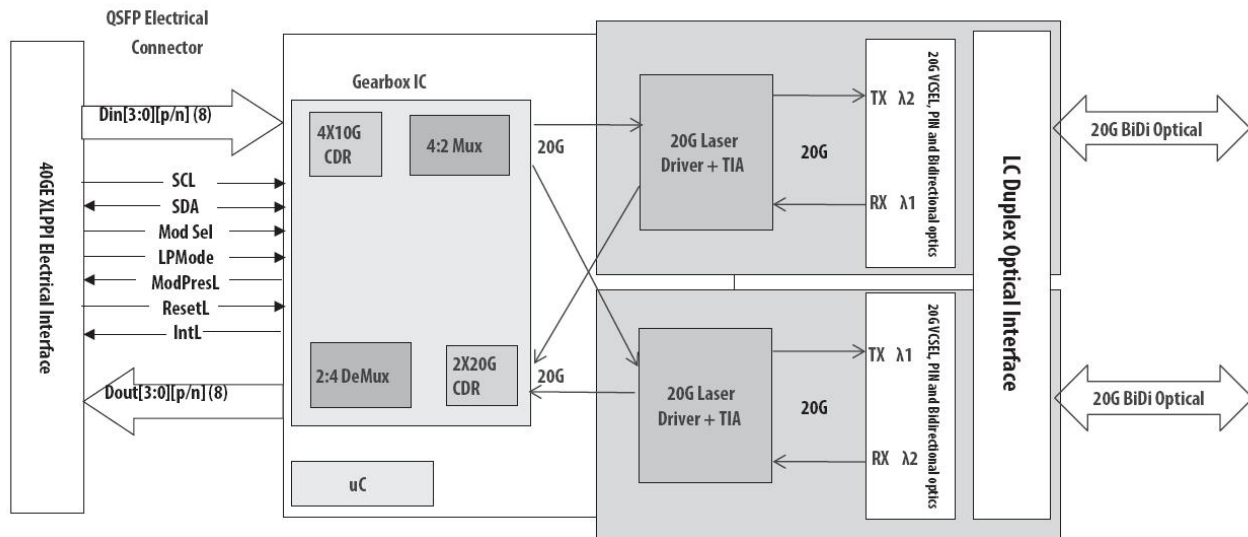 QSFP Electrical
Connector
40GE XLPPI Electrical Interface
Din[3:0][p/n] (8)
SCL
SDA
Mod Sel
LPMode
ModPresL
ResetL
IntL
Dout[3:0][p/n] (8)
Gearbox IC
4X10G
CDR
4:2 Mux
2:4 DeMux
2X20G
CDR
uC
20G
20G
20G Laser
Driver + TIA
20G
TX λ2
RX λ1
20G VCSEL, PIN and Bidirectional optics
20G Laser
Driver + TIA
20G
TX λ1
RX λ2
20G VCSEL, PIN and Bidirectional optics
LC Duplex Optical Interface
20G BiDi Optical
20G BiDi Optical